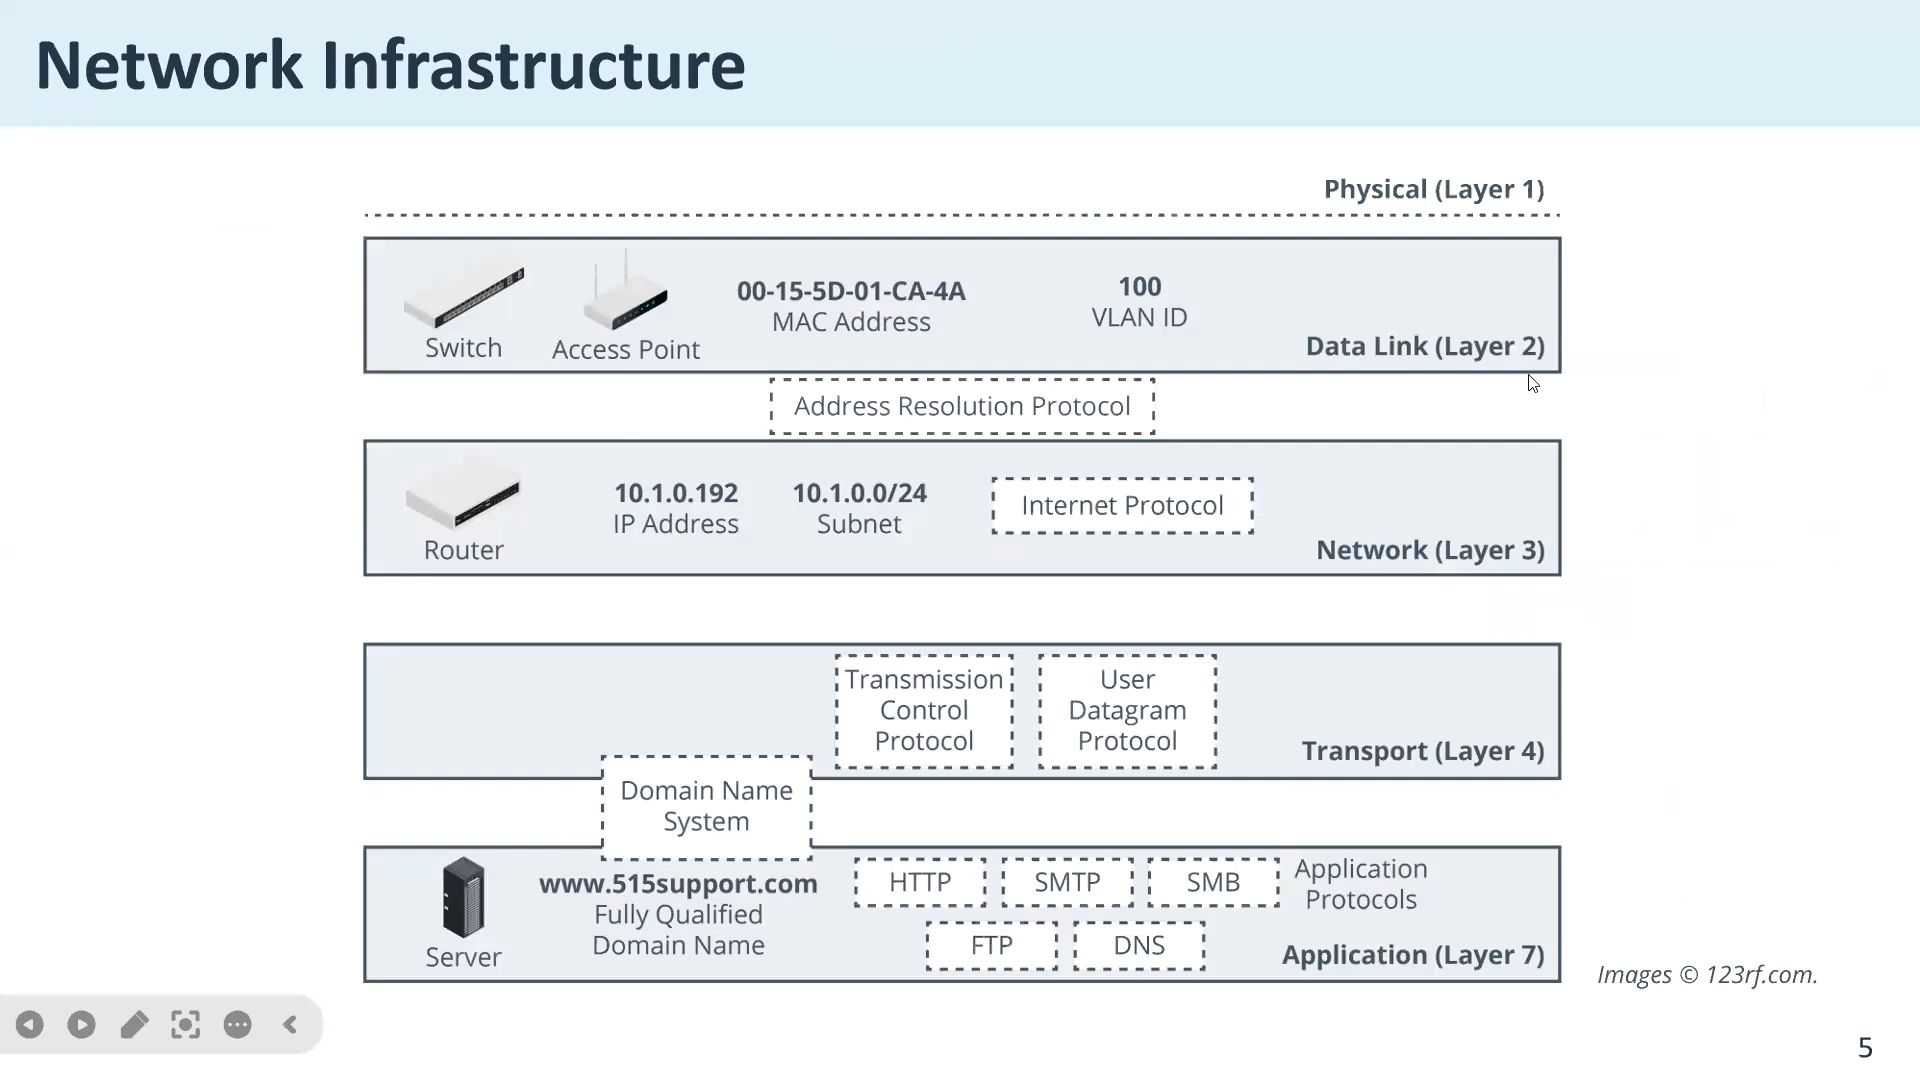 Network Infrastructure
Physical (Layer 1)
00-15-5D-01-CA-4A
MAC Address
100
VLAN ID
Switch
Access Point
Data Link (Layer 2)
Address Resolution Protocol
10.1.0.192
IP Address
10.1.0.0/24
Subnet
Internet Protocol
Router
Network (Layer 3)
Transmission
Control
Protocol
User
Datagram
Protocol
Transport (Layer 4)
Domain Name
System
www.515support.com
Fully Qualified
Domain Name
Server
HTTP
SMTP
SMB
Application
Protocols
FTP
DNS
Application (Layer 7)
Images © 123rf.com.
5